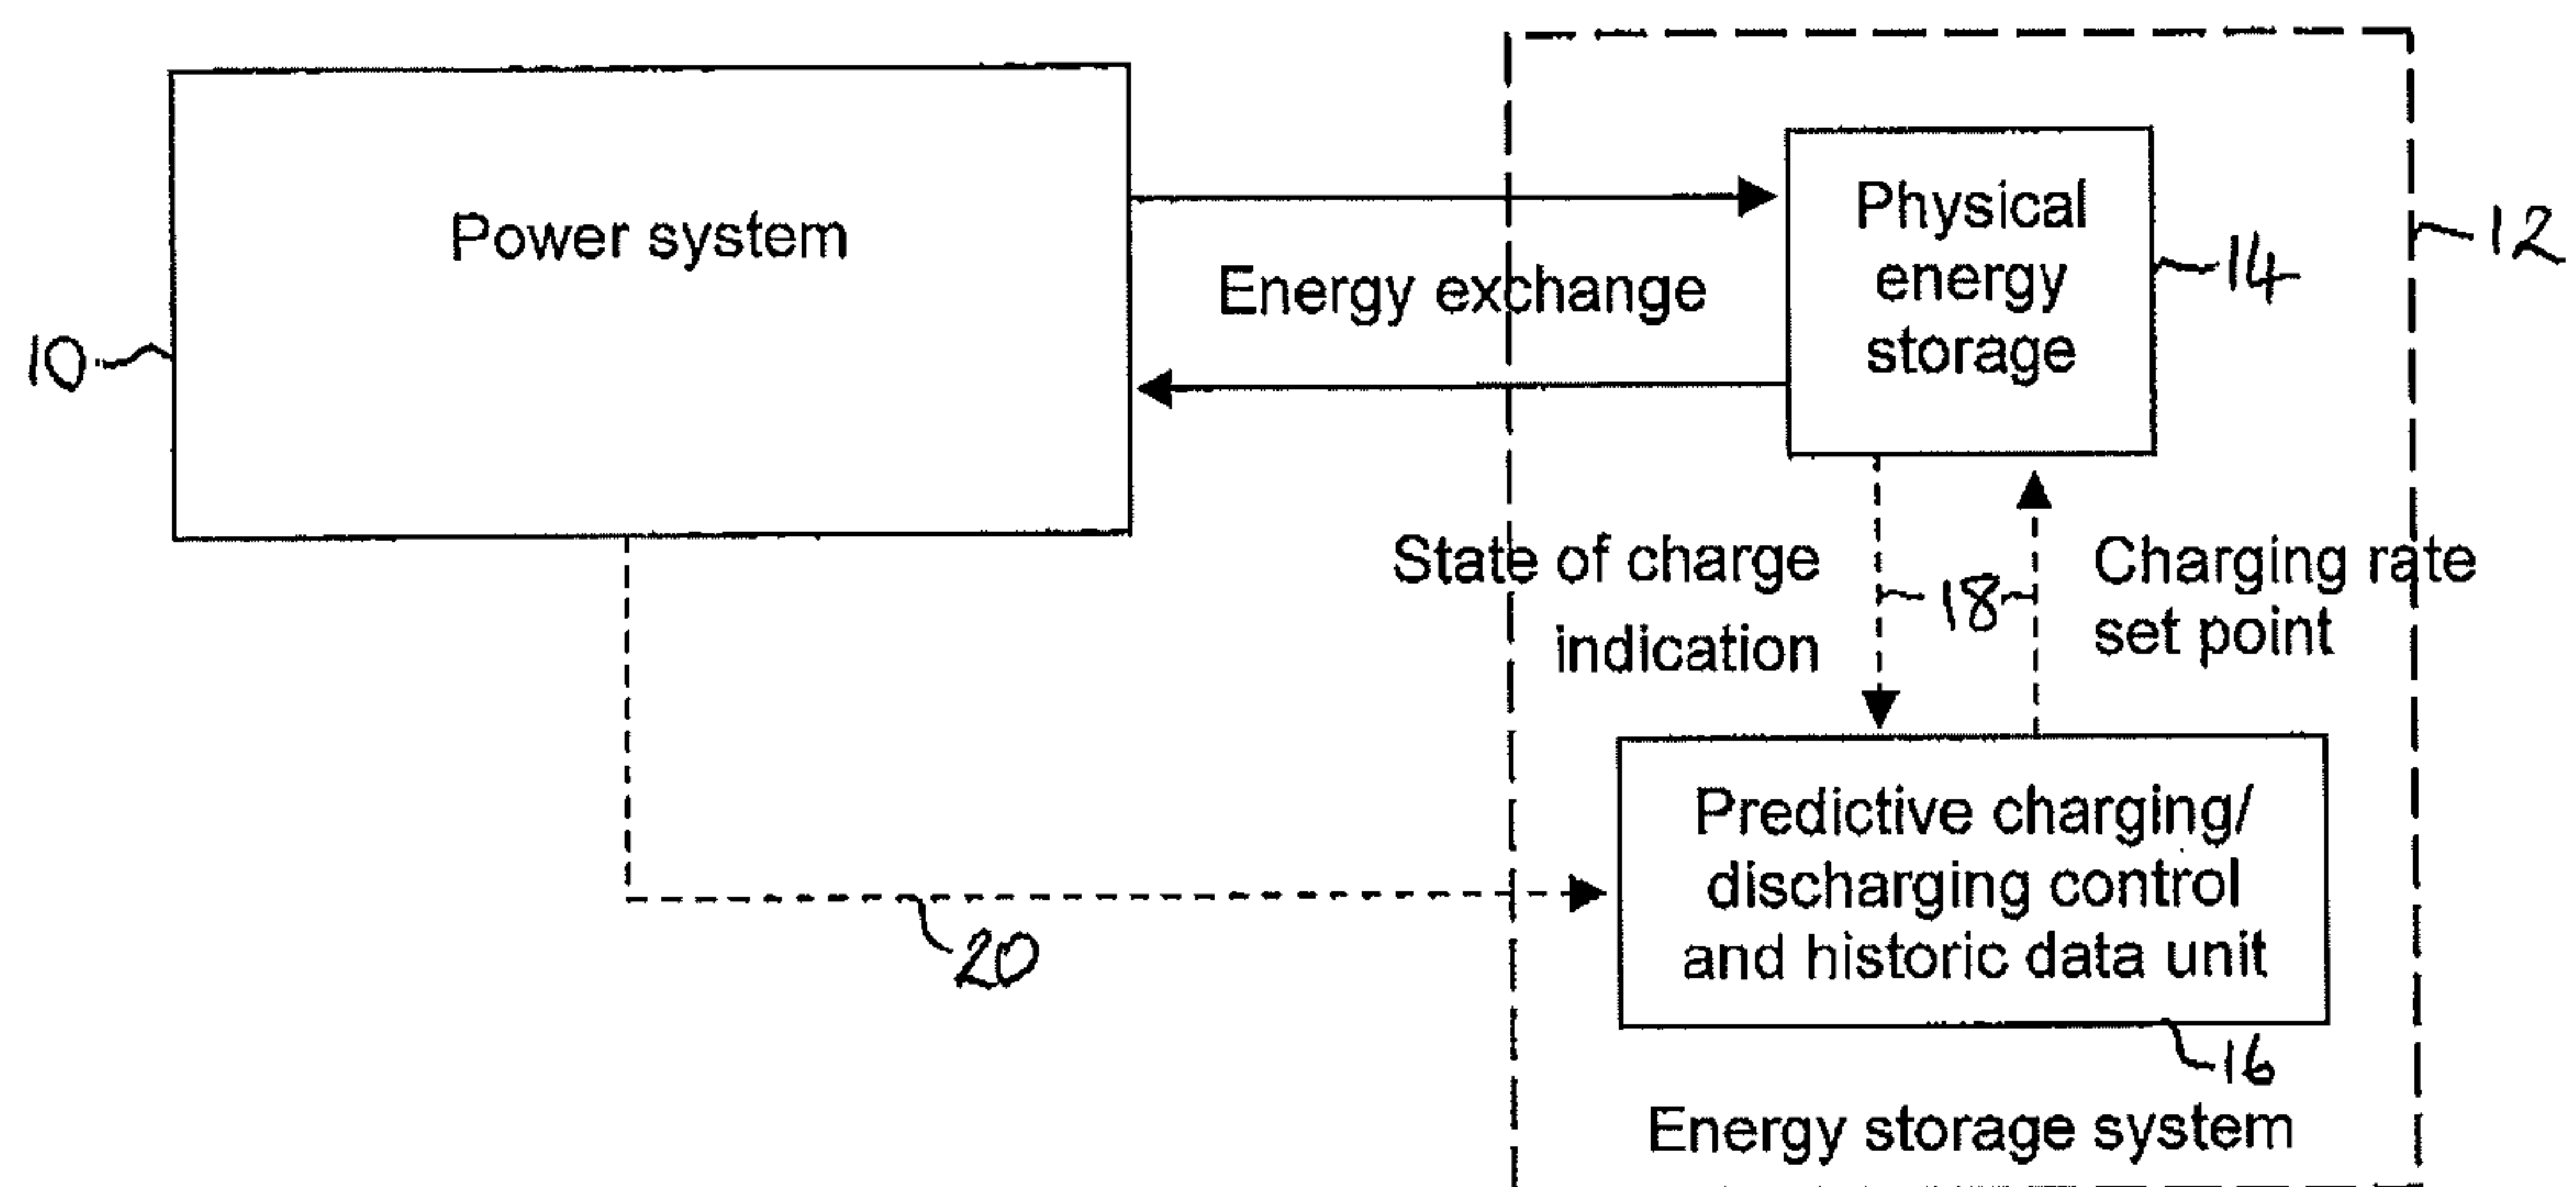 Power system
10
Energy exchange
Physical
energy
storage
14
12
State of charge
indication
18
Charging rate
set point
20
Predictive charging/
discharging control
and historic data unit
16
Energy storage system